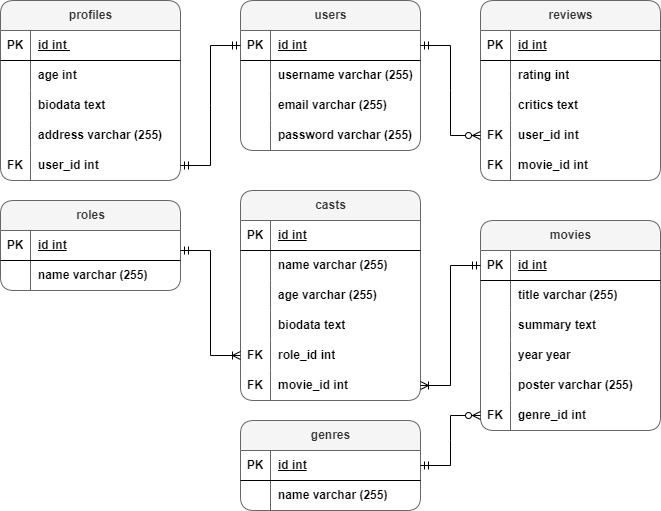 profiles
PK id int
age int
biodata text
address varchar (255)
FK user_id int
users
PK id int
username varchar (255)
email varchar (255)
password varchar (255)
reviews
PK id int
rating int
critics text
FK user_id int
FK movie_id int
roles
PK id int
name varchar (255)
casts
PK id int
name varchar (255)
age varchar (255)
biodata text
FK role_id int
FK movie_id int
movies
PK id int
title varchar (255)
summary text
year year
poster varchar (255)
FK genre_id int
genres
PK id int
name varchar (255)